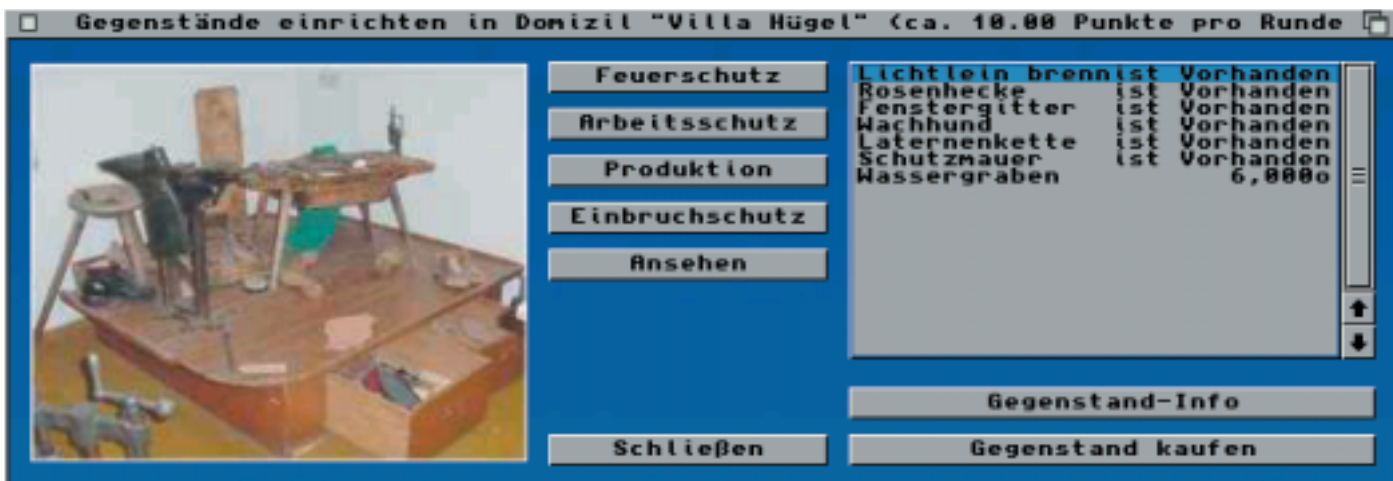 Gegenstände einrichten in Domizil "Villa Hügel" (ca. 10.00 Punkte pro Runde
Feuerschutz
Arbeitsschutz
Produktion
Einbruchschutz
Ansehen
Schließen
Lichtlein brennist Vorhanden
Rosenhecke ist Vorhanden
Fenstergitter ist Vorhanden
Wachhund ist Vorhanden
Laternenkette ist Vorhanden
Schutzmauer ist Vorhanden
Wassergraben 6,000o
Gegenstand-Info
Gegenstand kaufen